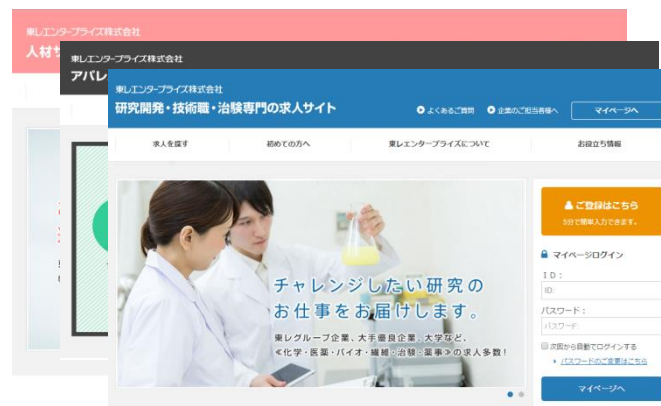 東レエンタープライズ株式会社
人材サ
東レエンタープライズ株式会社
アパレ
東レエンタープライズ株式会社
研究開発・技術職・治験専門の求人サイト
よくあるご質問
企業のご担当者様へ
マイページへ
求人を探す
初めての方へ
東レエンタープライズについて
お役立ち情報
チャレンジしたい研究の
お仕事をお届けします。
東レグループ企業、大手優良企業、大学など、
≪化学・医薬・バイオ・繊維・治験・薬事≫の求人多数!
ご登録はこちら
5分で簡単入力できます。
マイページログイン
ID:
ID:
パスワード:
パスワード:
次回から自動でログインする
パスワードのご変更はこちら
マイページへ